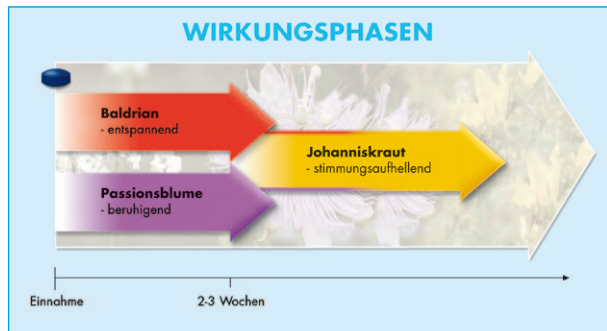 WIRKUNGSPHASEN
Baldrian
- entspannend
Johanniskraut
- stimmungsaufhellend
Passionsblume
- beruhigend
Einnahme
2-3 Wochen